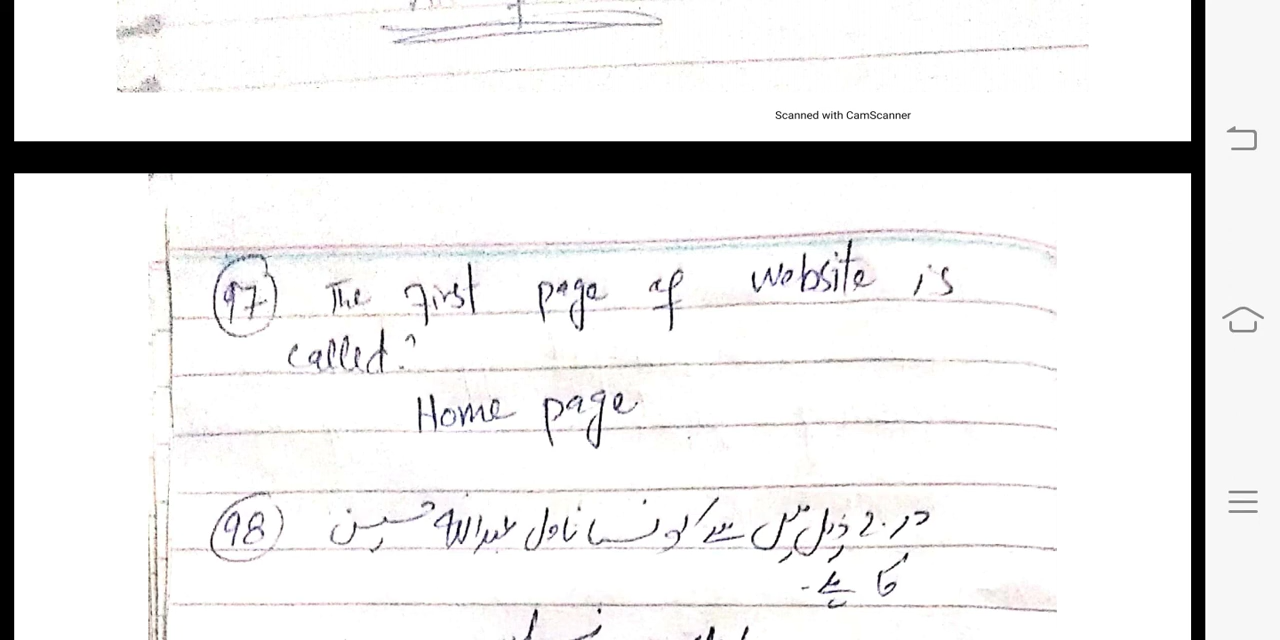 Scanned with CamScanner
97 The first page of website is
called?
Home page
98 درج ذیل میں سے کونسا ناول عبداللہ حسین
کا ہے۔